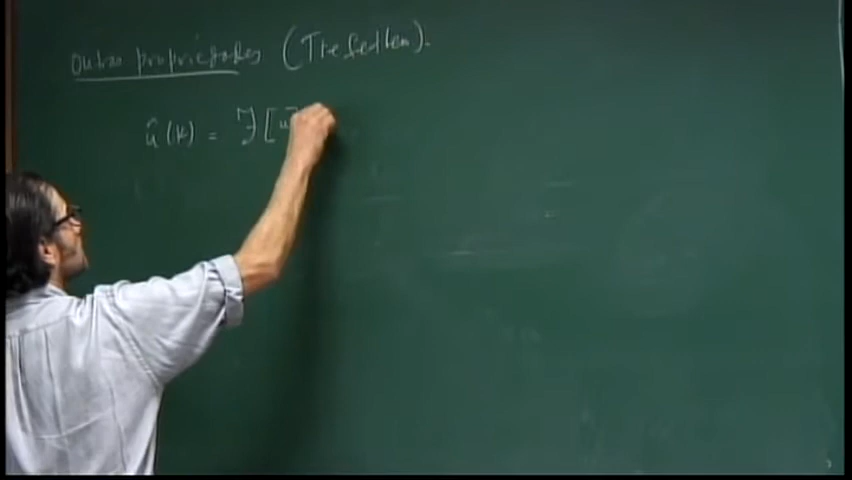 Outras propriedades (Trefethen).
û(k) = ℱ[u